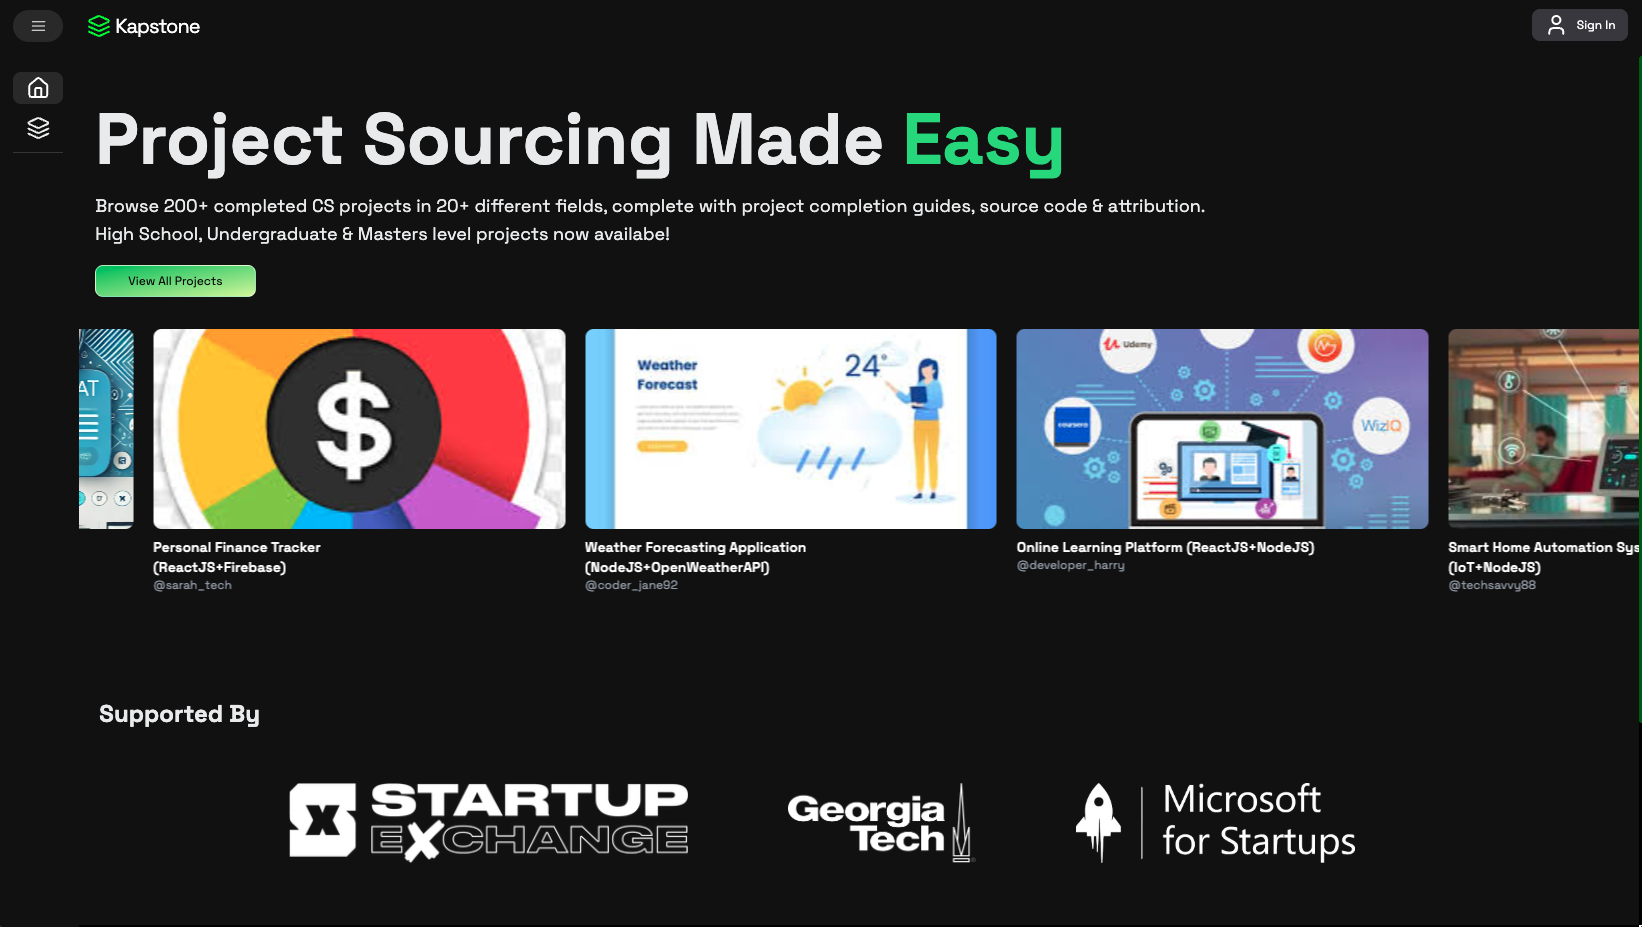 Kapstone
Sign In
Project Sourcing Made Easy
Browse 200+ completed CS projects in 20+ different fields, complete with project completion guides, source code & attribution.
High School, Undergraduate & Masters level projects now availabe!
View All Projects
AT
$
Weather
Forecast
24°
Udemy
coursera
WizIQ
Personal Finance Tracker
(ReactJS+Firebase)
@sarah_tech
Weather Forecasting Application
(NodeJS+OpenWeatherAPI)
@coder_jane92
Online Learning Platform (ReactJS+NodeJS)
@developer_harry
Smart Home Automation Sys
(IoT+NodeJS)
@techsavvy88
Supported By
STARTUP
EXCHANGE
Georgia
Tech
Microsoft
for Startups